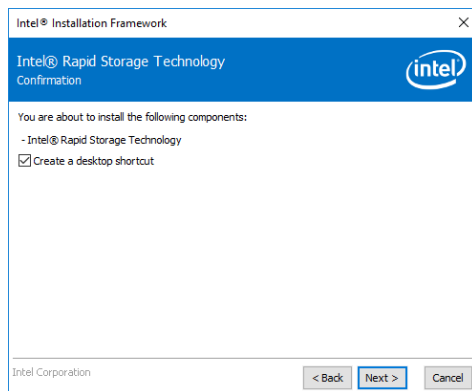 Intel® Installation Framework
Intel® Rapid Storage Technology
Confirmation
intel
You are about to install the following components:
- Intel® Rapid Storage Technology
Create a desktop shortcut
Intel Corporation
< Back Next > Cancel